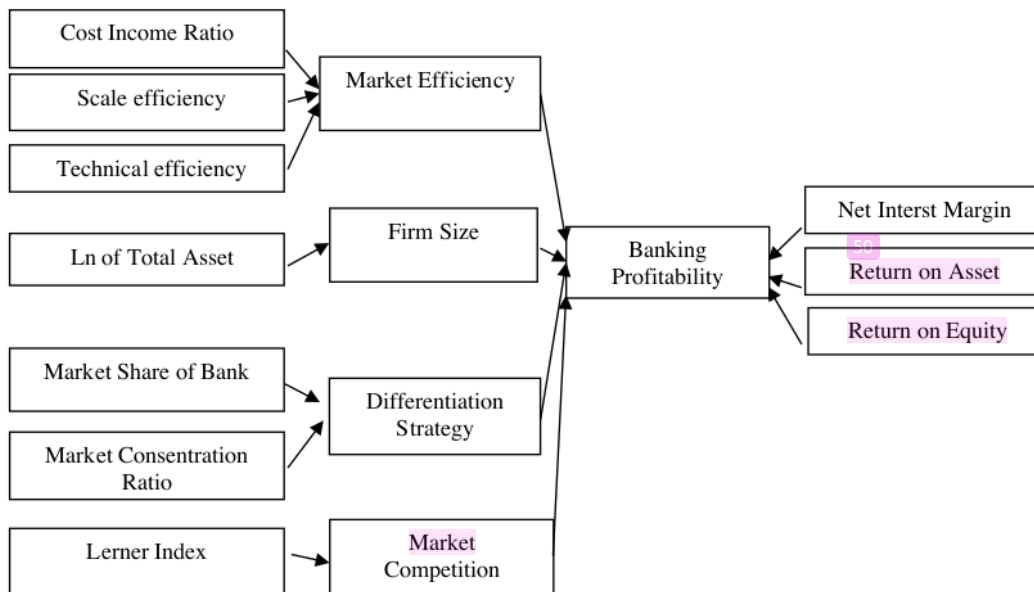 Cost Income Ratio
Scale efficiency
Technical efficiency
Market Efficiency
Ln of Total Asset
Firm Size
Market Share of Bank
Market Consentration
Ratio
Differentiation
Strategy
Lerner Index
Market
Competition
Banking
Profitability
Net Interst Margin
50
Return on Asset
Return on Equity